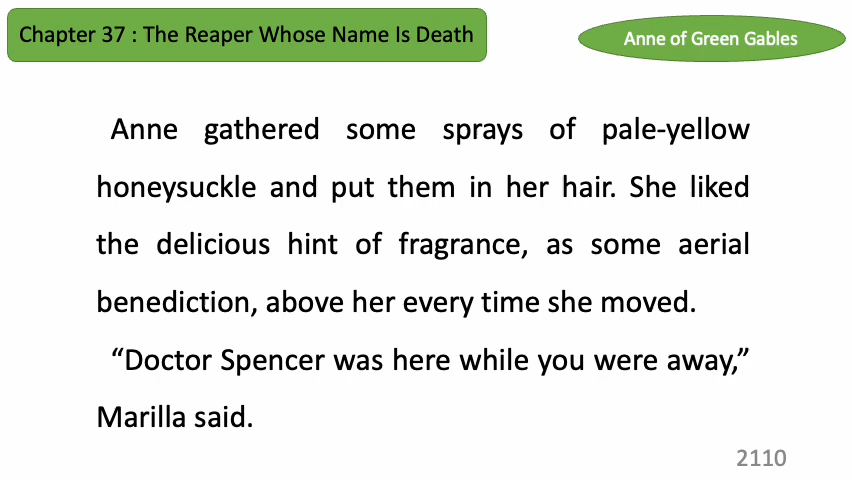 Chapter 37 : The Reaper Whose Name Is Death
Anne of Green Gables
Anne gathered some sprays of pale-yellow
honeysuckle and put them in her hair. She liked
the delicious hint of fragrance, as some aerial
benediction, above her every time she moved.
“Doctor Spencer was here while you were away,”
Marilla said.
2110